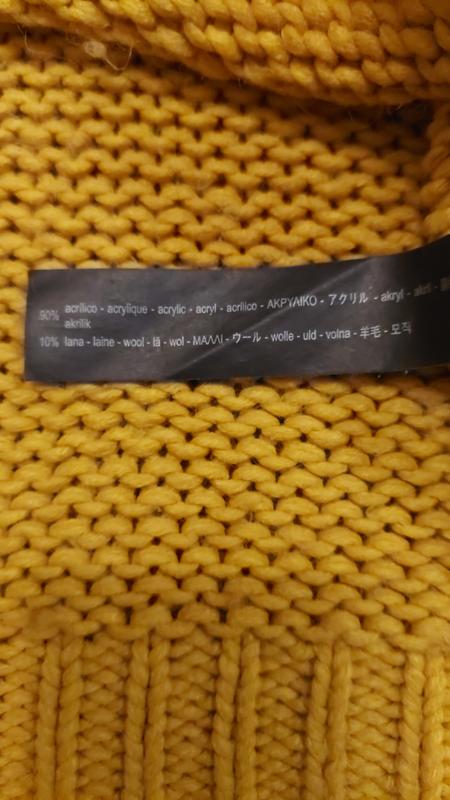 90% acrílico - acrylique - acrylic - acryl - acrilico - ΑΚΡΥΛΙΚΟ - アクリル - akryl - akril -
akrilik
10% lana - laine - wool - lã - wol - ΜΑΛΛΙ - ウール - wolle - uld - volna - 羊毛 - 모직